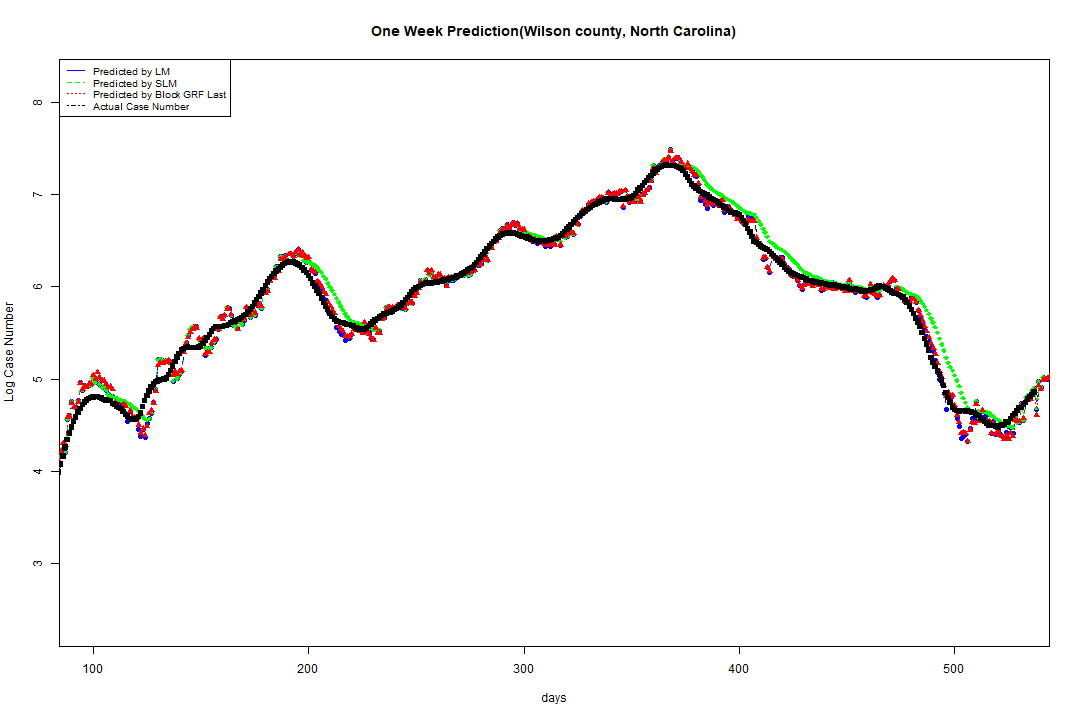 One Week Prediction(Wilson county, North Carolina)
Predicted by LM
Predicted by SLM
Predicted by Block GRF Last
Actual Case Number
8
7
6
5
4
3
Log Case Number
100 200 300 400 500
days